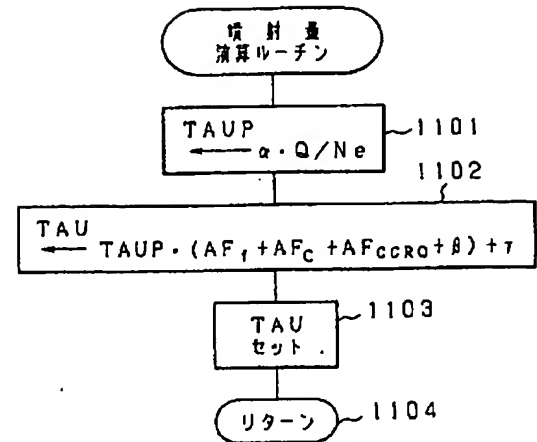 噴射量
演算ルーチン
TAUP
← α・Q/Ne
1101
1102
TAU
← TAUP・(AF₁+AF_C+AF_CCRO+β)+γ
TAU
セット
1103
リターン
1104